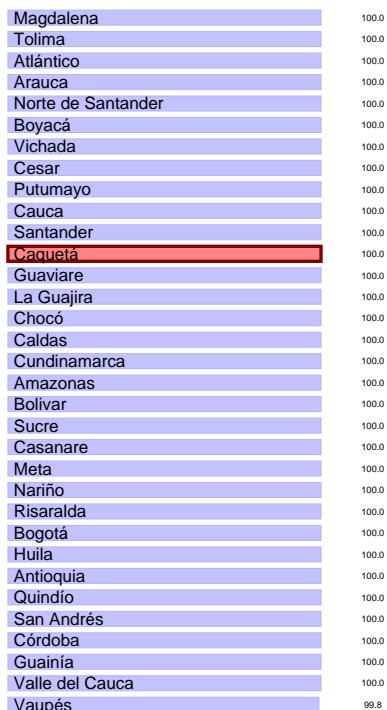 Magdalena 100.0
Tolima 100.0
Atlántico 100.0
Arauca 100.0
Norte de Santander 100.0
Boyacá 100.0
Vichada 100.0
Cesar 100.0
Putumayo 100.0
Cauca 100.0
Santander 100.0
Caquetá 100.0
Guaviare 100.0
La Guajira 100.0
Chocó 100.0
Caldas 100.0
Cundinamarca 100.0
Amazonas 100.0
Bolivar 100.0
Sucre 100.0
Casanare 100.0
Meta 100.0
Nariño 100.0
Risaralda 100.0
Bogotá 100.0
Huila 100.0
Antioquia 100.0
Quindío 100.0
San Andrés 100.0
Córdoba 100.0
Guainía 100.0
Valle del Cauca 100.0
Vaupés 99.8